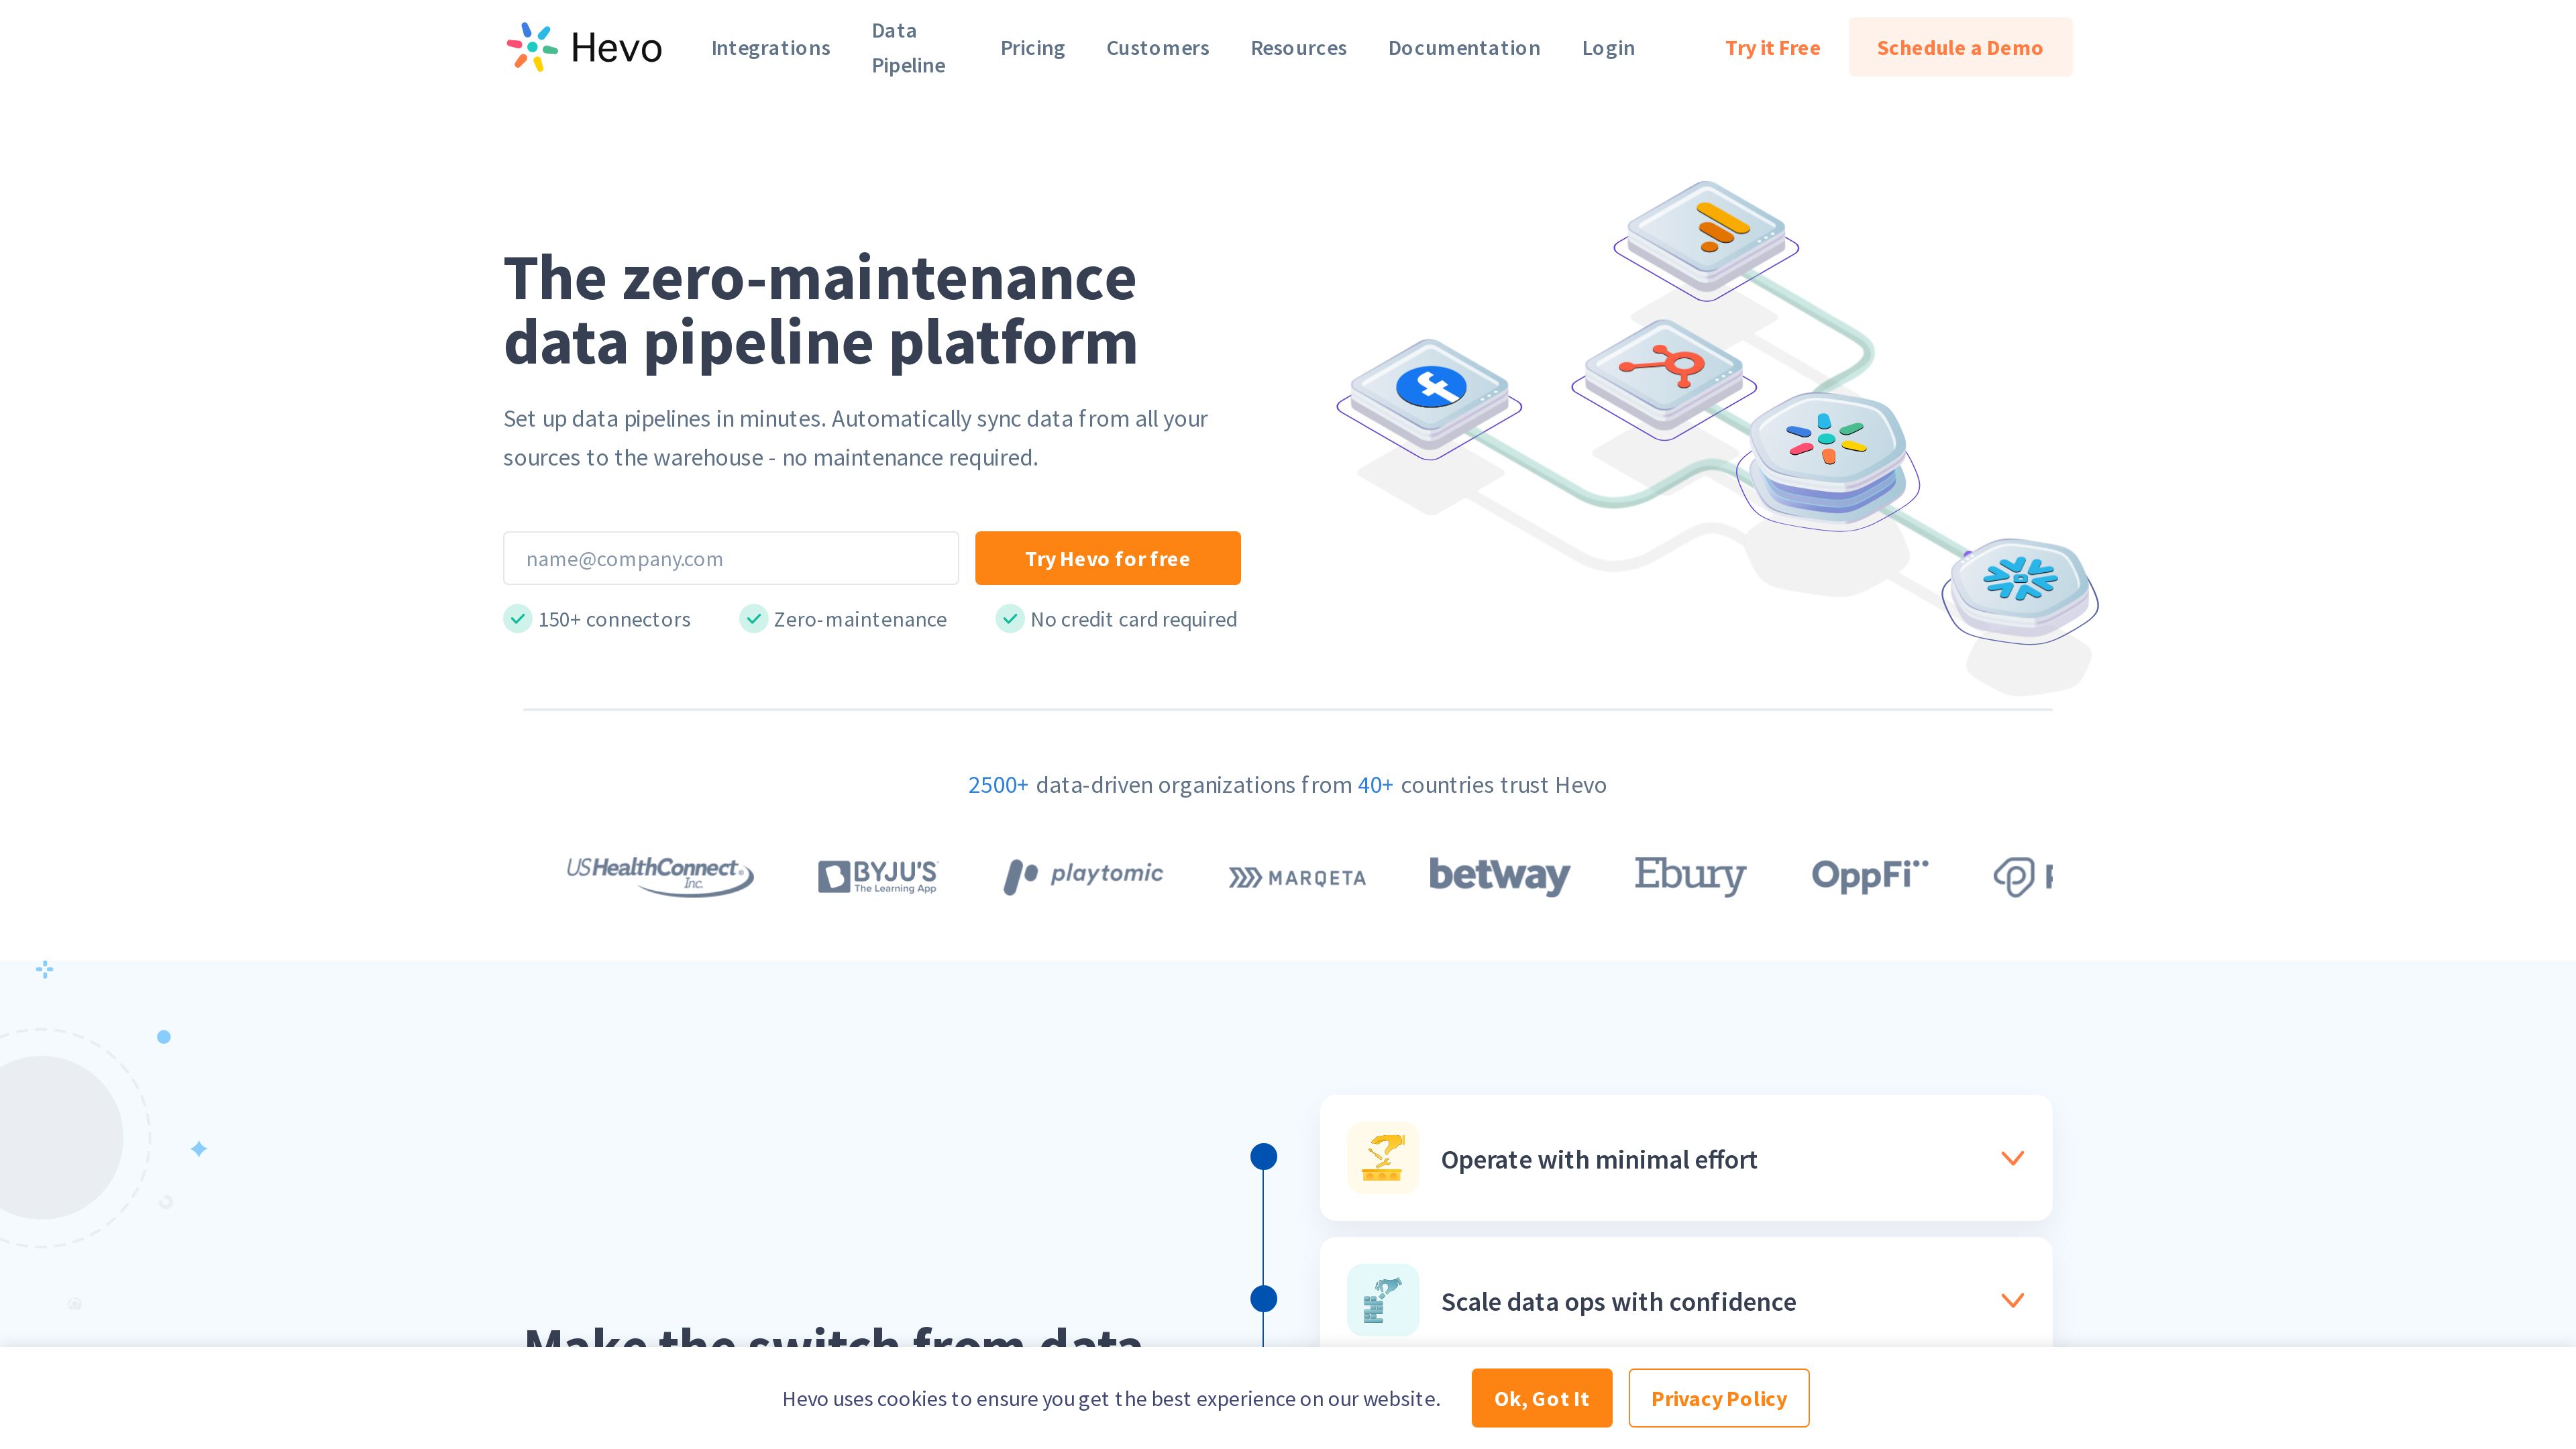 Hevo
Integrations
Data
Pipeline
Pricing
Customers
Resources
Documentation
Login
Try it Free
Schedule a Demo
The zero-maintenance
data pipeline platform
Set up data pipelines in minutes. Automatically sync data from all your
sources to the warehouse - no maintenance required.
name@company.com
Try Hevo for free
150+ connectors
Zero-maintenance
No credit card required
2500+ data-driven organizations from 40+ countries trust Hevo
USHealthConnect
Inc.
BYJU'S
The Learning App
playtomic
MARQETA
betway
Ebury
OppFi
Operate with minimal effort
Scale data ops with confidence
Make the switch from data
Hevo uses cookies to ensure you get the best experience on our website.
Ok, Got It
Privacy Policy